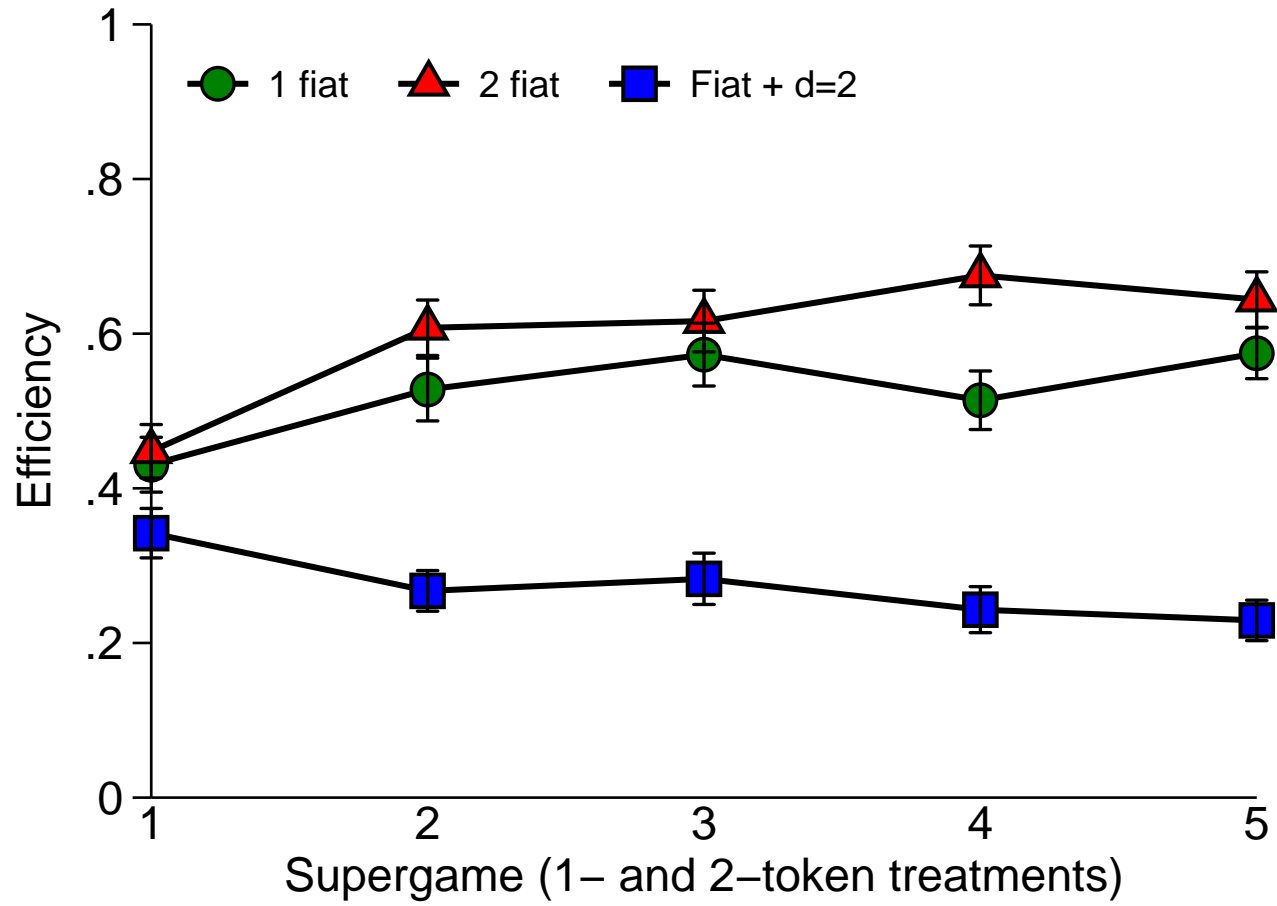 1
1 fiat 2 fiat Fiat + d=2
.8
.6
Efficiency
.4
.2
0
1 2 3 4 5
Supergame (1− and 2−token treatments)